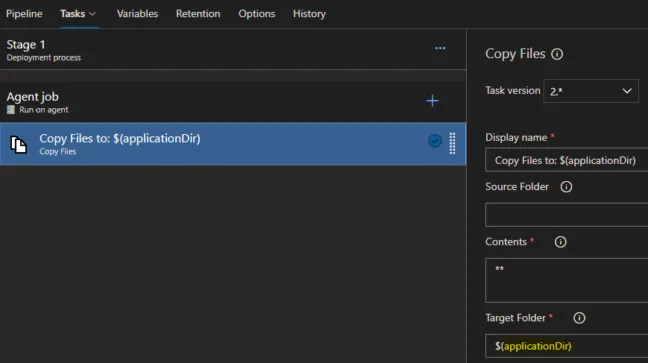 Pipeline Tasks Variables Retention Options History
Stage 1
Deployment process
Agent job
Run on agent
Copy Files to: $(applicationDir)
Copy Files
Copy Files
Task version 2.*
Display name *
Copy Files to: $(applicationDir)
Source Folder
Contents *
**
Target Folder *
$(applicationDir)